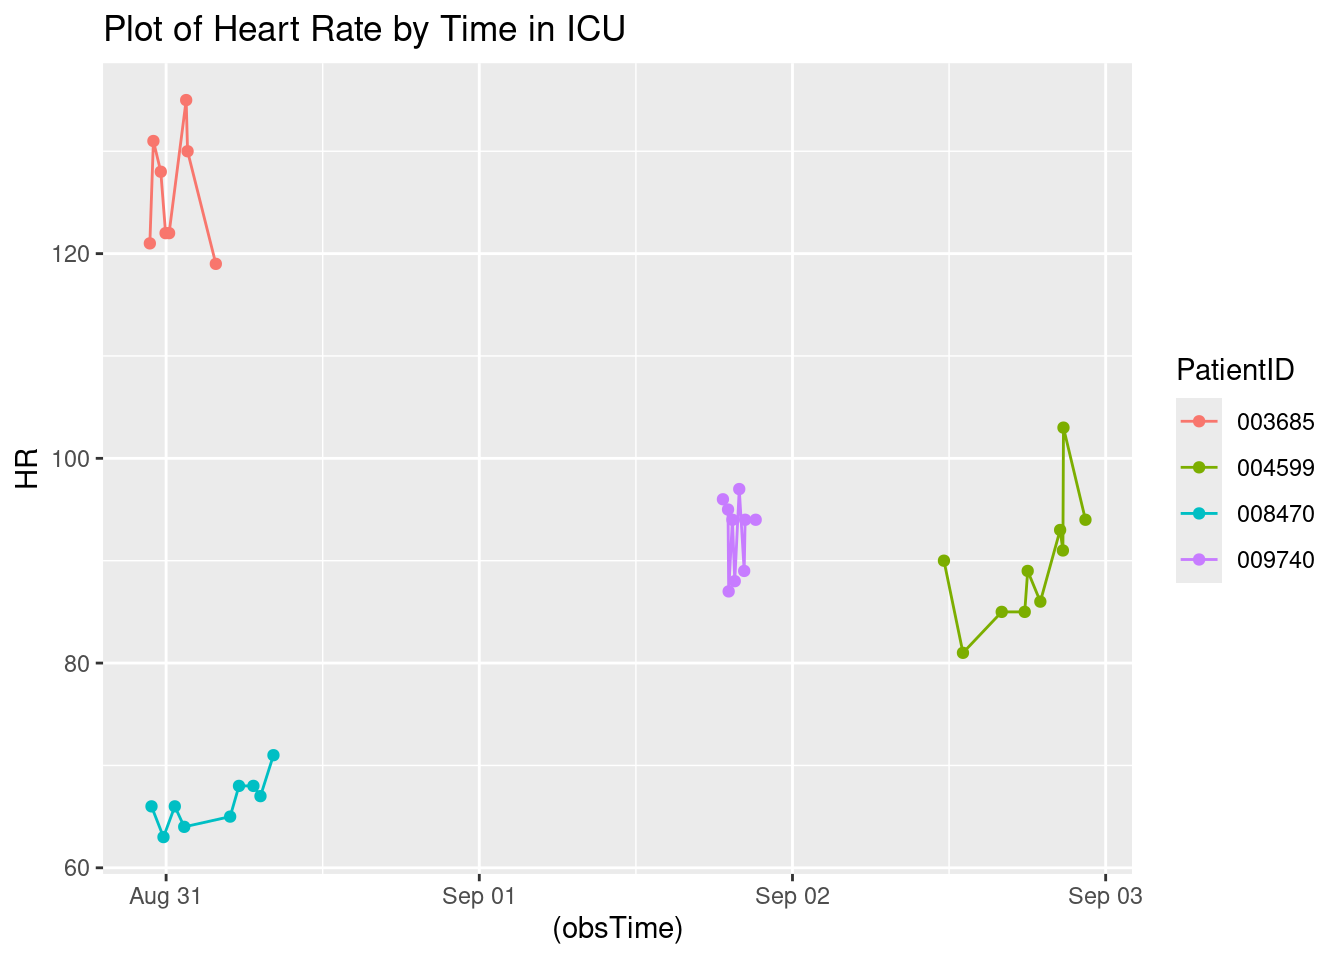 Plot of Heart Rate by Time in ICU
120
100
80
60
HR
Aug 31
Sep 01
Sep 02
Sep 03
(obsTime)
PatientID
003685
004599
008470
009740